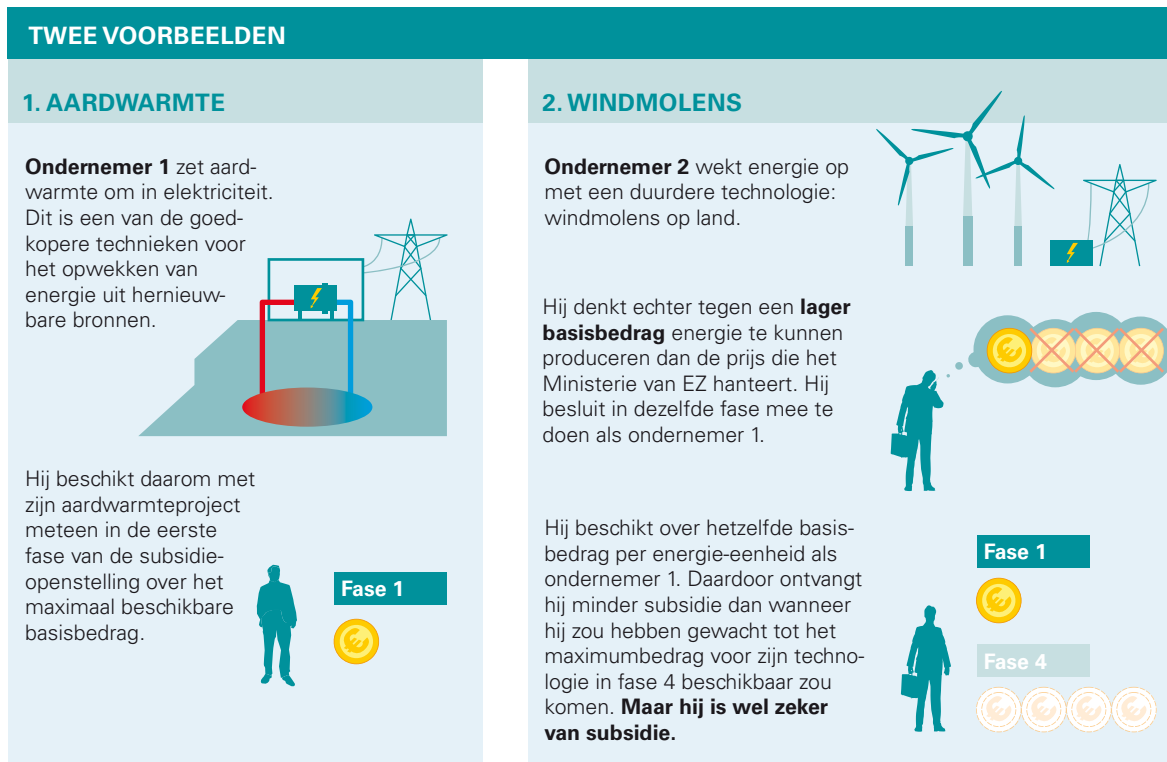 TWEE VOORBEELDEN
1. AARDWARMTE
Ondernemer 1 zet aard-
warmte om in elektriciteit.
Dit is een van de goed-
kopere technieken voor
het opwekken van
energie uit hernieuw-
bare bronnen.
Hij beschikt daarom met
zijn aardwarmteproject
meteen in de eerste
fase van de subsidie-
openstelling over het
maximaal beschikbare
basisbedrag.
Fase 1
2. WINDMOLENS
Ondernemer 2 wekt energie op
met een duurdere technologie:
windmolens op land.
Hij denkt echter tegen een lager
basisbedrag energie te kunnen
produceren dan de prijs die het
Ministerie van EZ hanteert. Hij
besluit in dezelfde fase mee te
doen als ondernemer 1.
Hij beschikt over hetzelfde basis-
bedrag per energie-eenheid als
ondernemer 1. Daardoor ontvangt
hij minder subsidie dan wanneer
hij zou hebben gewacht tot het
maximumbedrag voor zijn techno-
logie in fase 4 beschikbaar zou
komen. Maar hij is wel zeker
van subsidie.
Fase 1
Fase 4